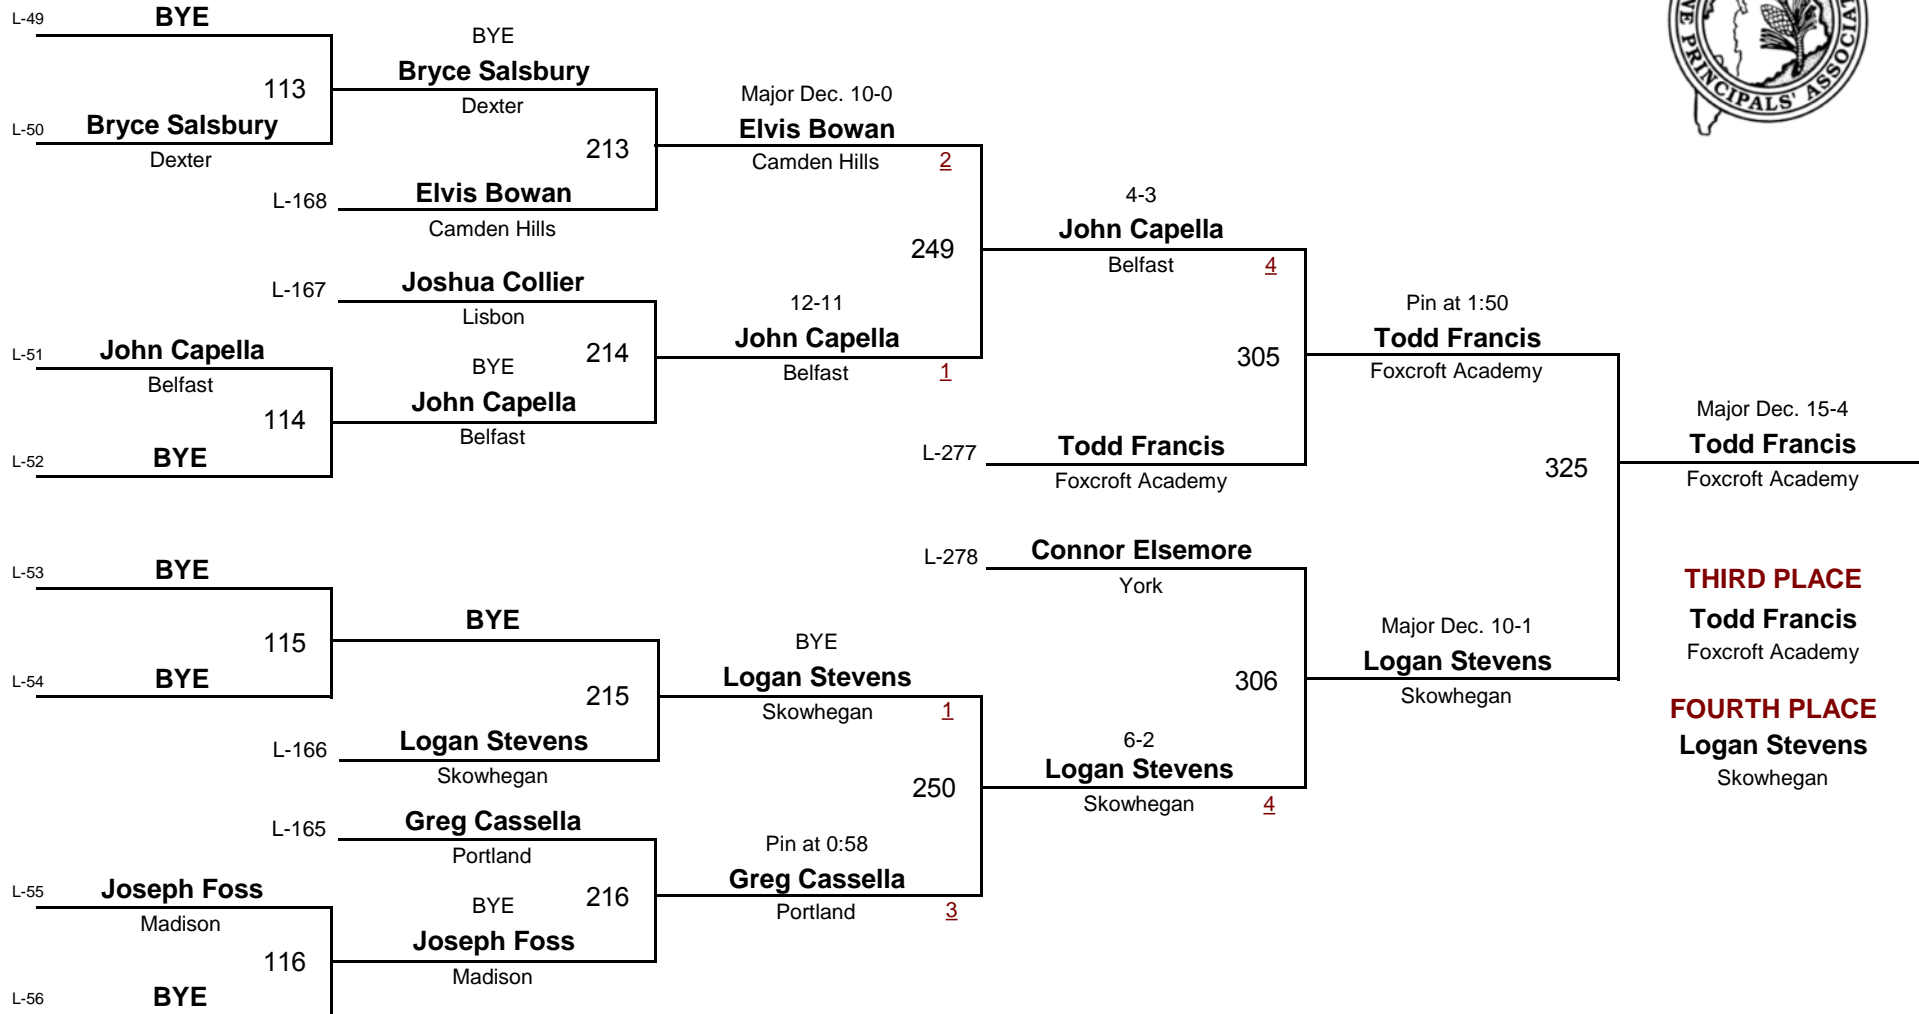 L-49 BYE
113
L-50 Bryce Salsbury
Dexter
BYE
Bryce Salsbury
Dexter
213
L-168 Elvis Bowan
Camden Hills
Major Dec. 10-0
Elvis Bowan
Camden Hills 2
249
L-167 Joshua Collier
Lisbon
214
L-51 John Capella
Belfast
114
L-52 BYE
BYE
John Capella
Belfast
12-11
John Capella
Belfast 1
4-3
John Capella
Belfast 4
305
L-277 Todd Francis
Foxcroft Academy
Pin at 1:50
Todd Francis
Foxcroft Academy
325
L-53 BYE
115
L-54 BYE
BYE
215
L-166 Logan Stevens
Skowhegan
BYE
Logan Stevens
Skowhegan 1
250
L-165 Greg Cassella
Portland
216
L-55 Joseph Foss
Madison
116
L-56 BYE
BYE
Joseph Foss
Madison
Pin at 0:58
Greg Cassella
Portland 3
L-278 Connor Elsemore
York
306
6-2
Logan Stevens
Skowhegan 4
Major Dec. 10-1
Logan Stevens
Skowhegan
Major Dec. 15-4
Todd Francis
Foxcroft Academy
THIRD PLACE
Todd Francis
Foxcroft Academy
FOURTH PLACE
Logan Stevens
Skowhegan
PRINCIPALS'